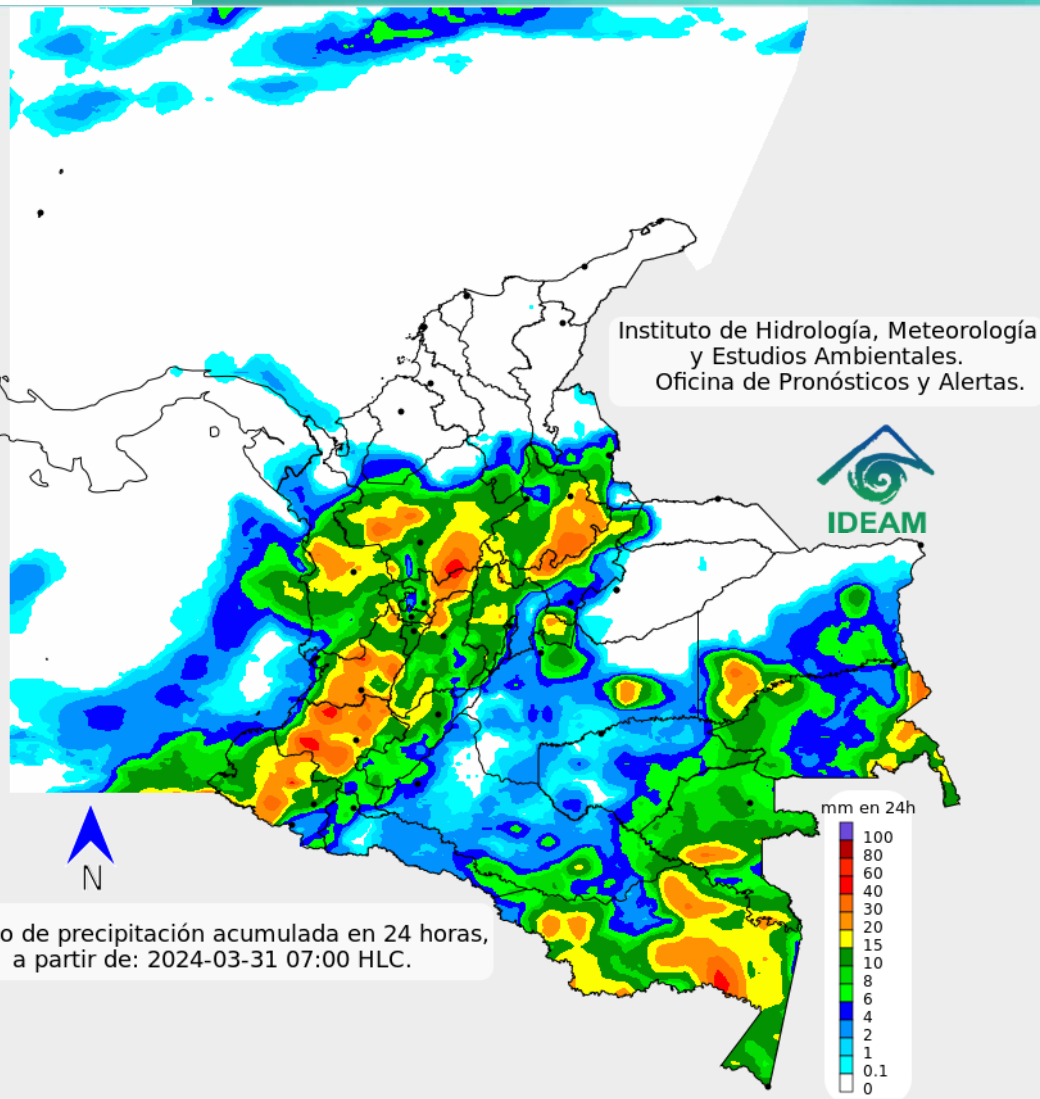 Instituto de Hidrología, Meteorología
y Estudios Ambientales.
Oficina de Pronósticos y Alertas.
IDEAM
mm en 24h
100
80
60
40
30
20
15
10
8
6
4
2
1
0.1
0
N
o de precipitación acumulada en 24 horas,
a partir de: 2024-03-31 07:00 HLC.